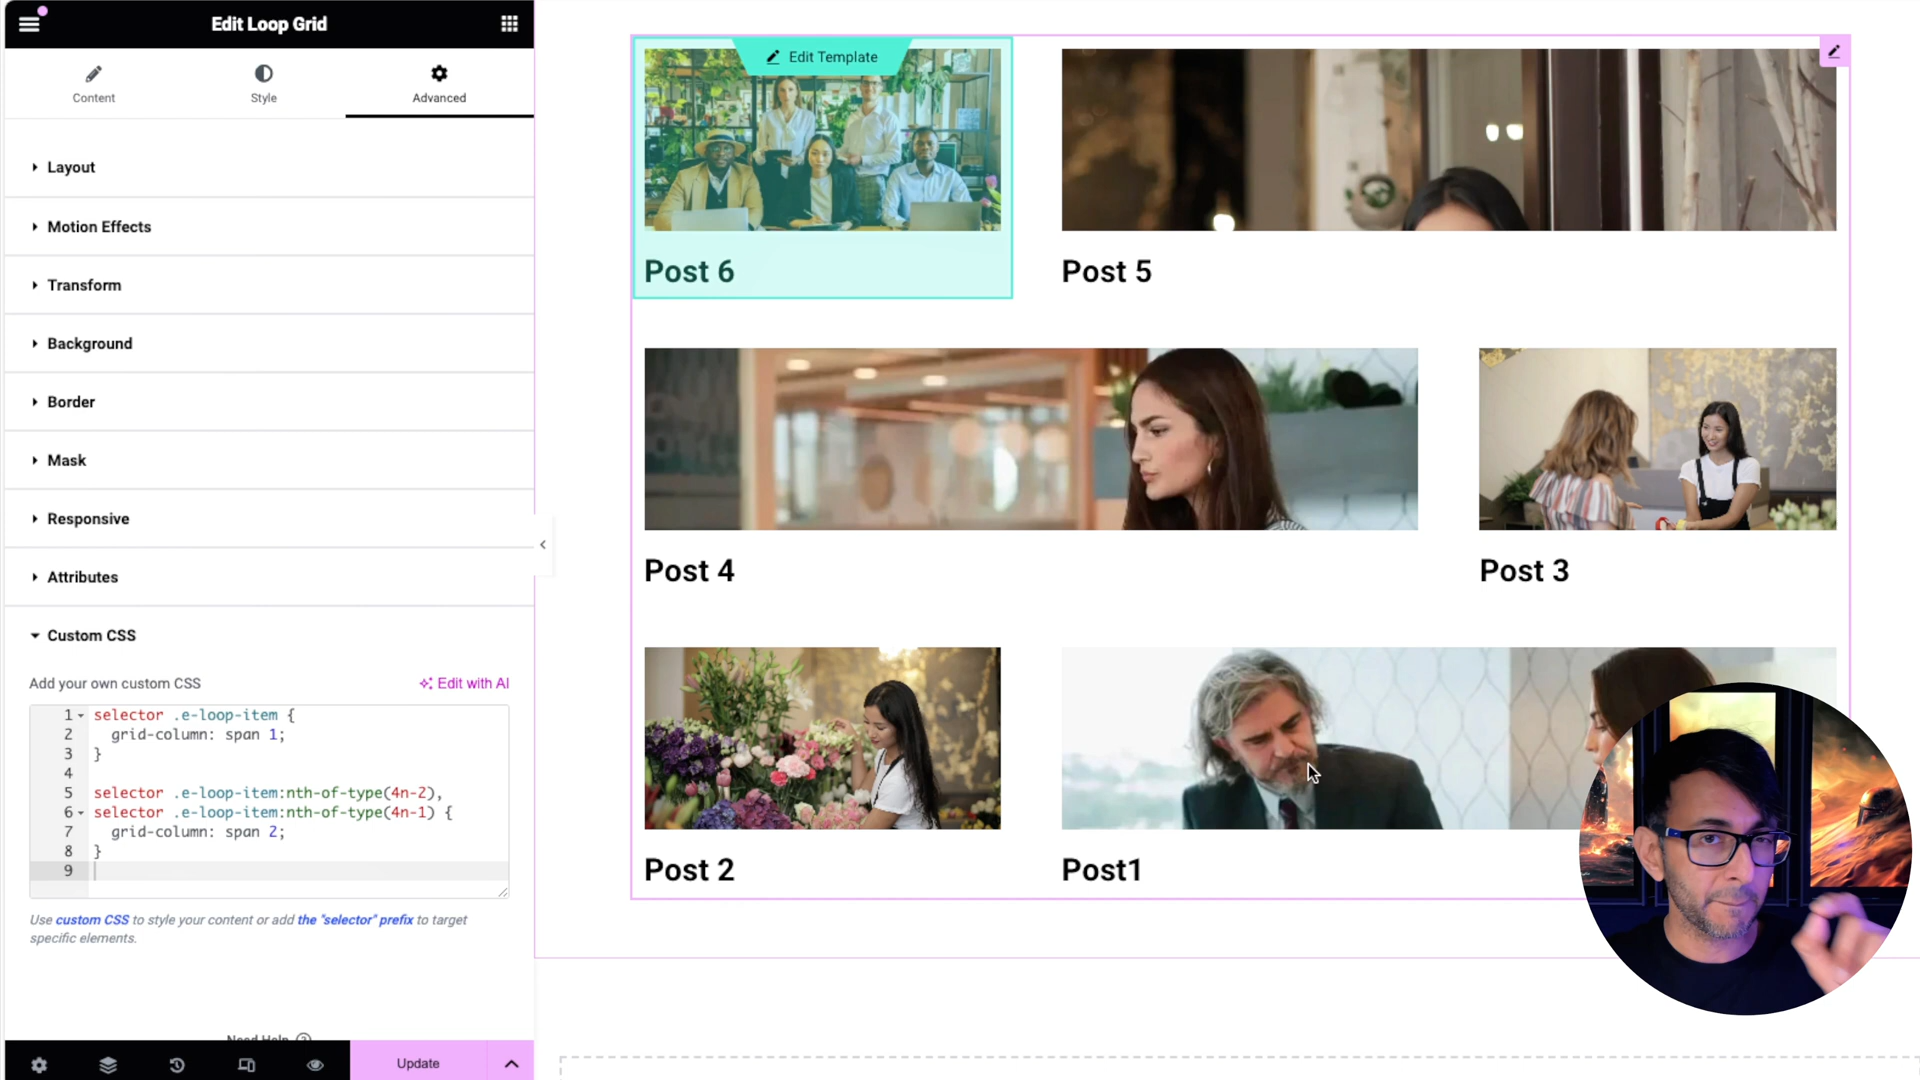 Edit Loop Grid
Content
Style
Advanced
Layout
Motion Effects
Transform
Background
Border
Mask
Responsive
Attributes
Custom CSS
Add your own custom CSS
Edit with AI
1 selector .e-loop-item {
2 grid-column: span 1;
3 }
4
5 selector .e-loop-item:nth-of-type(4n-2),
6 selector .e-loop-item:nth-of-type(4n-1) {
7 grid-column: span 2;
8 }
9
Use custom CSS to style your content or add the "selector" prefix to target
specific elements.
Need Help ?
Update
Edit Template
Post 6
Post 5
Post 4
Post 3
Post 2
Post1